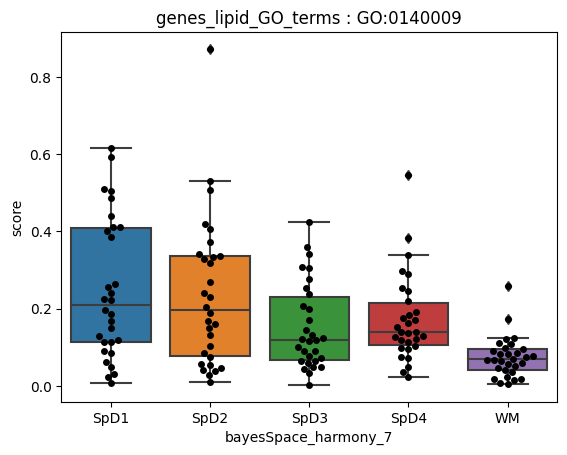 genes_lipid_GO_terms : GO:0140009
0.8
0.6
0.4
0.2
0.0
score
SpD1 SpD2 SpD3 SpD4 WM
bayesSpace_harmony_7